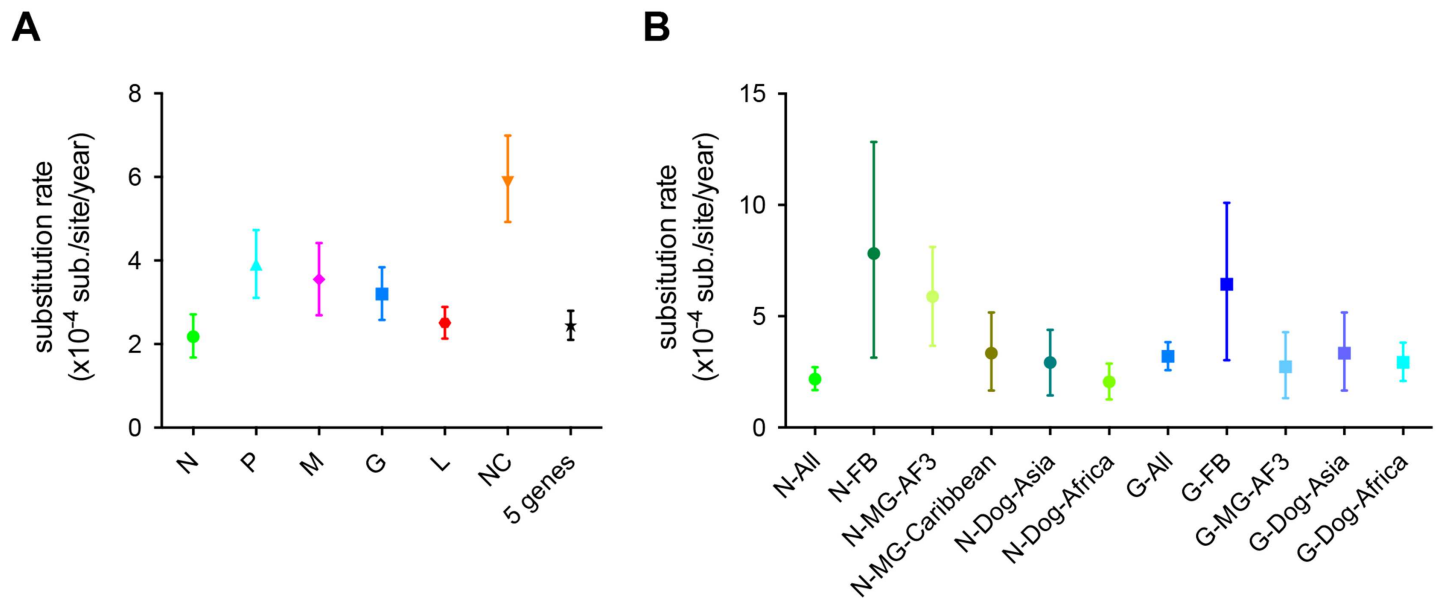 A
substitution rate
(x10-4 sub./site/year)
8
6
4
2
0
N
P
M
G
L
NC
5 genes
B
subsitution rate
(x10-4 sub./site/year)
15
10
5
0
N-All
N-FB
N-MG-AF3
N-MG-Caribbean
N-Dog-Asia
N-Dog-Africa
G-All
G-FB
G-MG-AF3
G-Dog-Asia
G-Dog-Africa